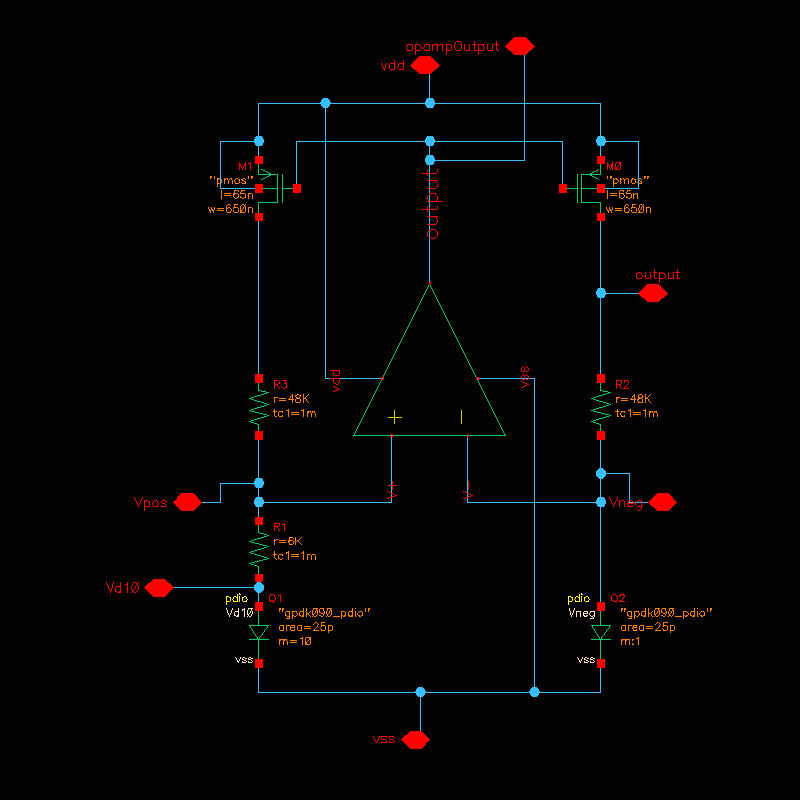 opampOutput
vdd
M1
"pmos"
l=65n
w=650n
M0
"pmos"
l=65n
w=650n
output
output
vdd
vss
R3
r=48K
tc1=1m
R2
r=48K
tc1=1m
V+
V-
Vpos
Vneg
R1
r=6K
tc1=1m
Vd10
pdio
Q1
Vd10
"gpdk090_pdio"
area=25p
m=10
vss
pdio
Q2
Vneg
"gpdk090_pdio"
area=25p
m:1
vss
vss